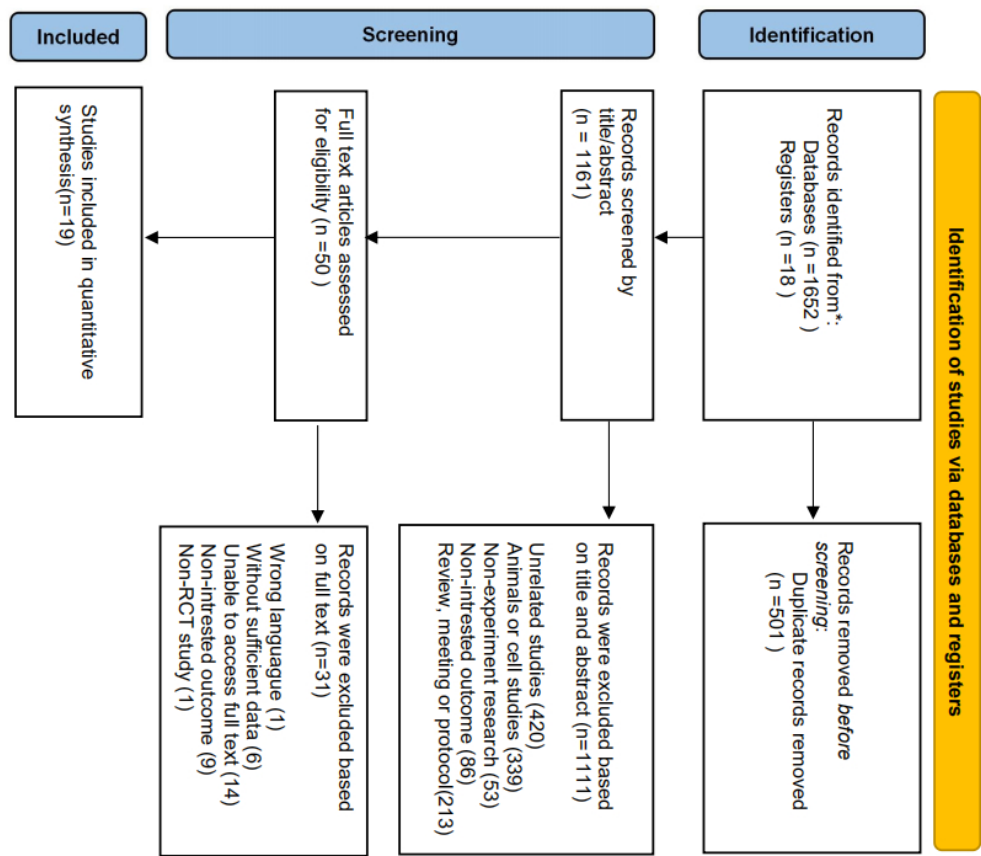 Identification of studies via databases and registers
Identification
Records identified from*:
Databases (n =1652 )
Registers (n =18 )
Records removed before
screening:
Duplicate records removed
(n =501 )
Screening
Records screened by
title/abstract
(n = 1161)
Records were excluded based
on title and abstract (n=1111)
Unrelated studies (420)
Animals or cell studies (339)
Non-experiment research (53)
Non-intrested outcome (86)
Review, meeting or protocol(213)
Full text articles assessed
for eligibility (n =50 )
Records were excluded based
on full text (n=31)
Wrong languague (1)
Without sufficient data (6)
Unable to access full text (14)
Non-intrested outcome (9)
Non-RCT study (1)
Included
Studies included in quantitative
synthesis(n=19)